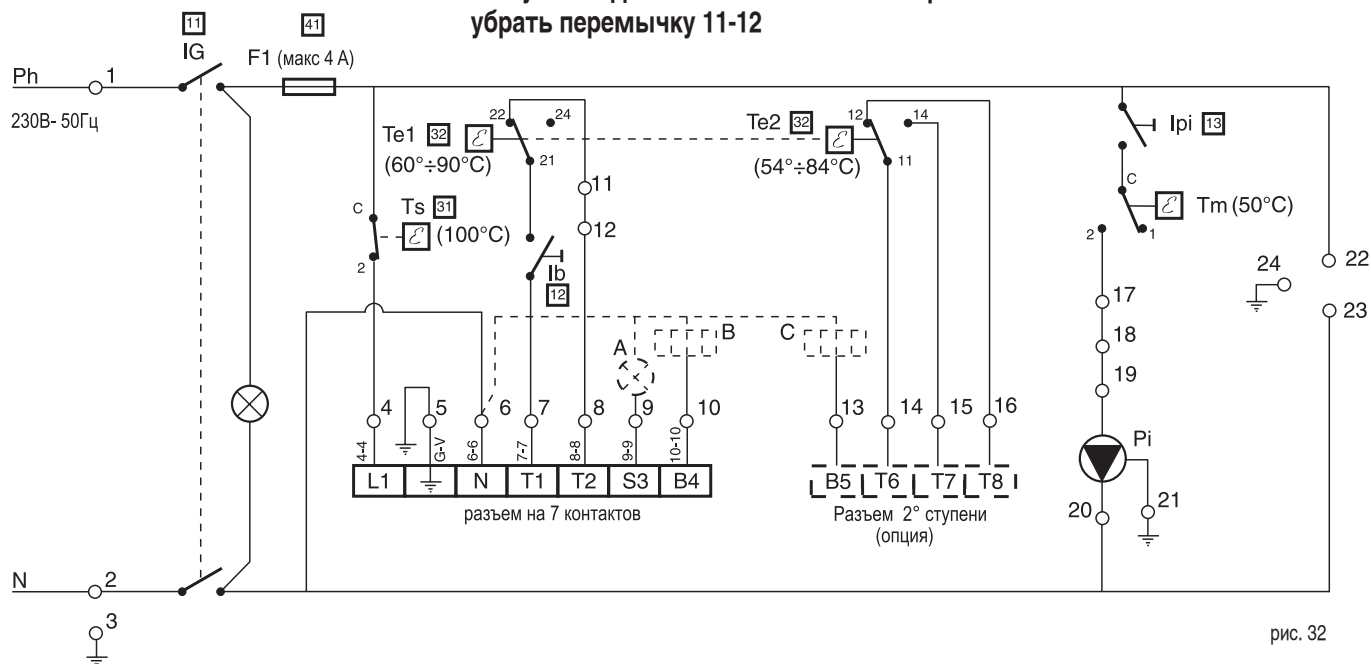 убрать перемычку 11-12
11
IG
41
F1 (макс 4 А)
Ph
1
230В- 50Гц
22
24
21
Te1
32
ℰ
(60°÷90°C)
12
14
11
Te2
32
ℰ
(54°÷84°C)
Ipi
13
C
ℰ
Tm (50°C)
2
1
C
Ts
31
ℰ
(100°C)
2
11
12
Ib
12
17
18
19
24
22
23
A
B
C
4
5
6
7
8
9
10
13
14
15
16
4-4
G-V
6-6
7-7
8-8
9-9
10-10
L1
N
T1
T2
S3
B4
B5
T6
T7
T8
разъем на 7 контактов
Разъем 2° ступени
(опция)
Pi
20
21
N
2
3
рис. 32